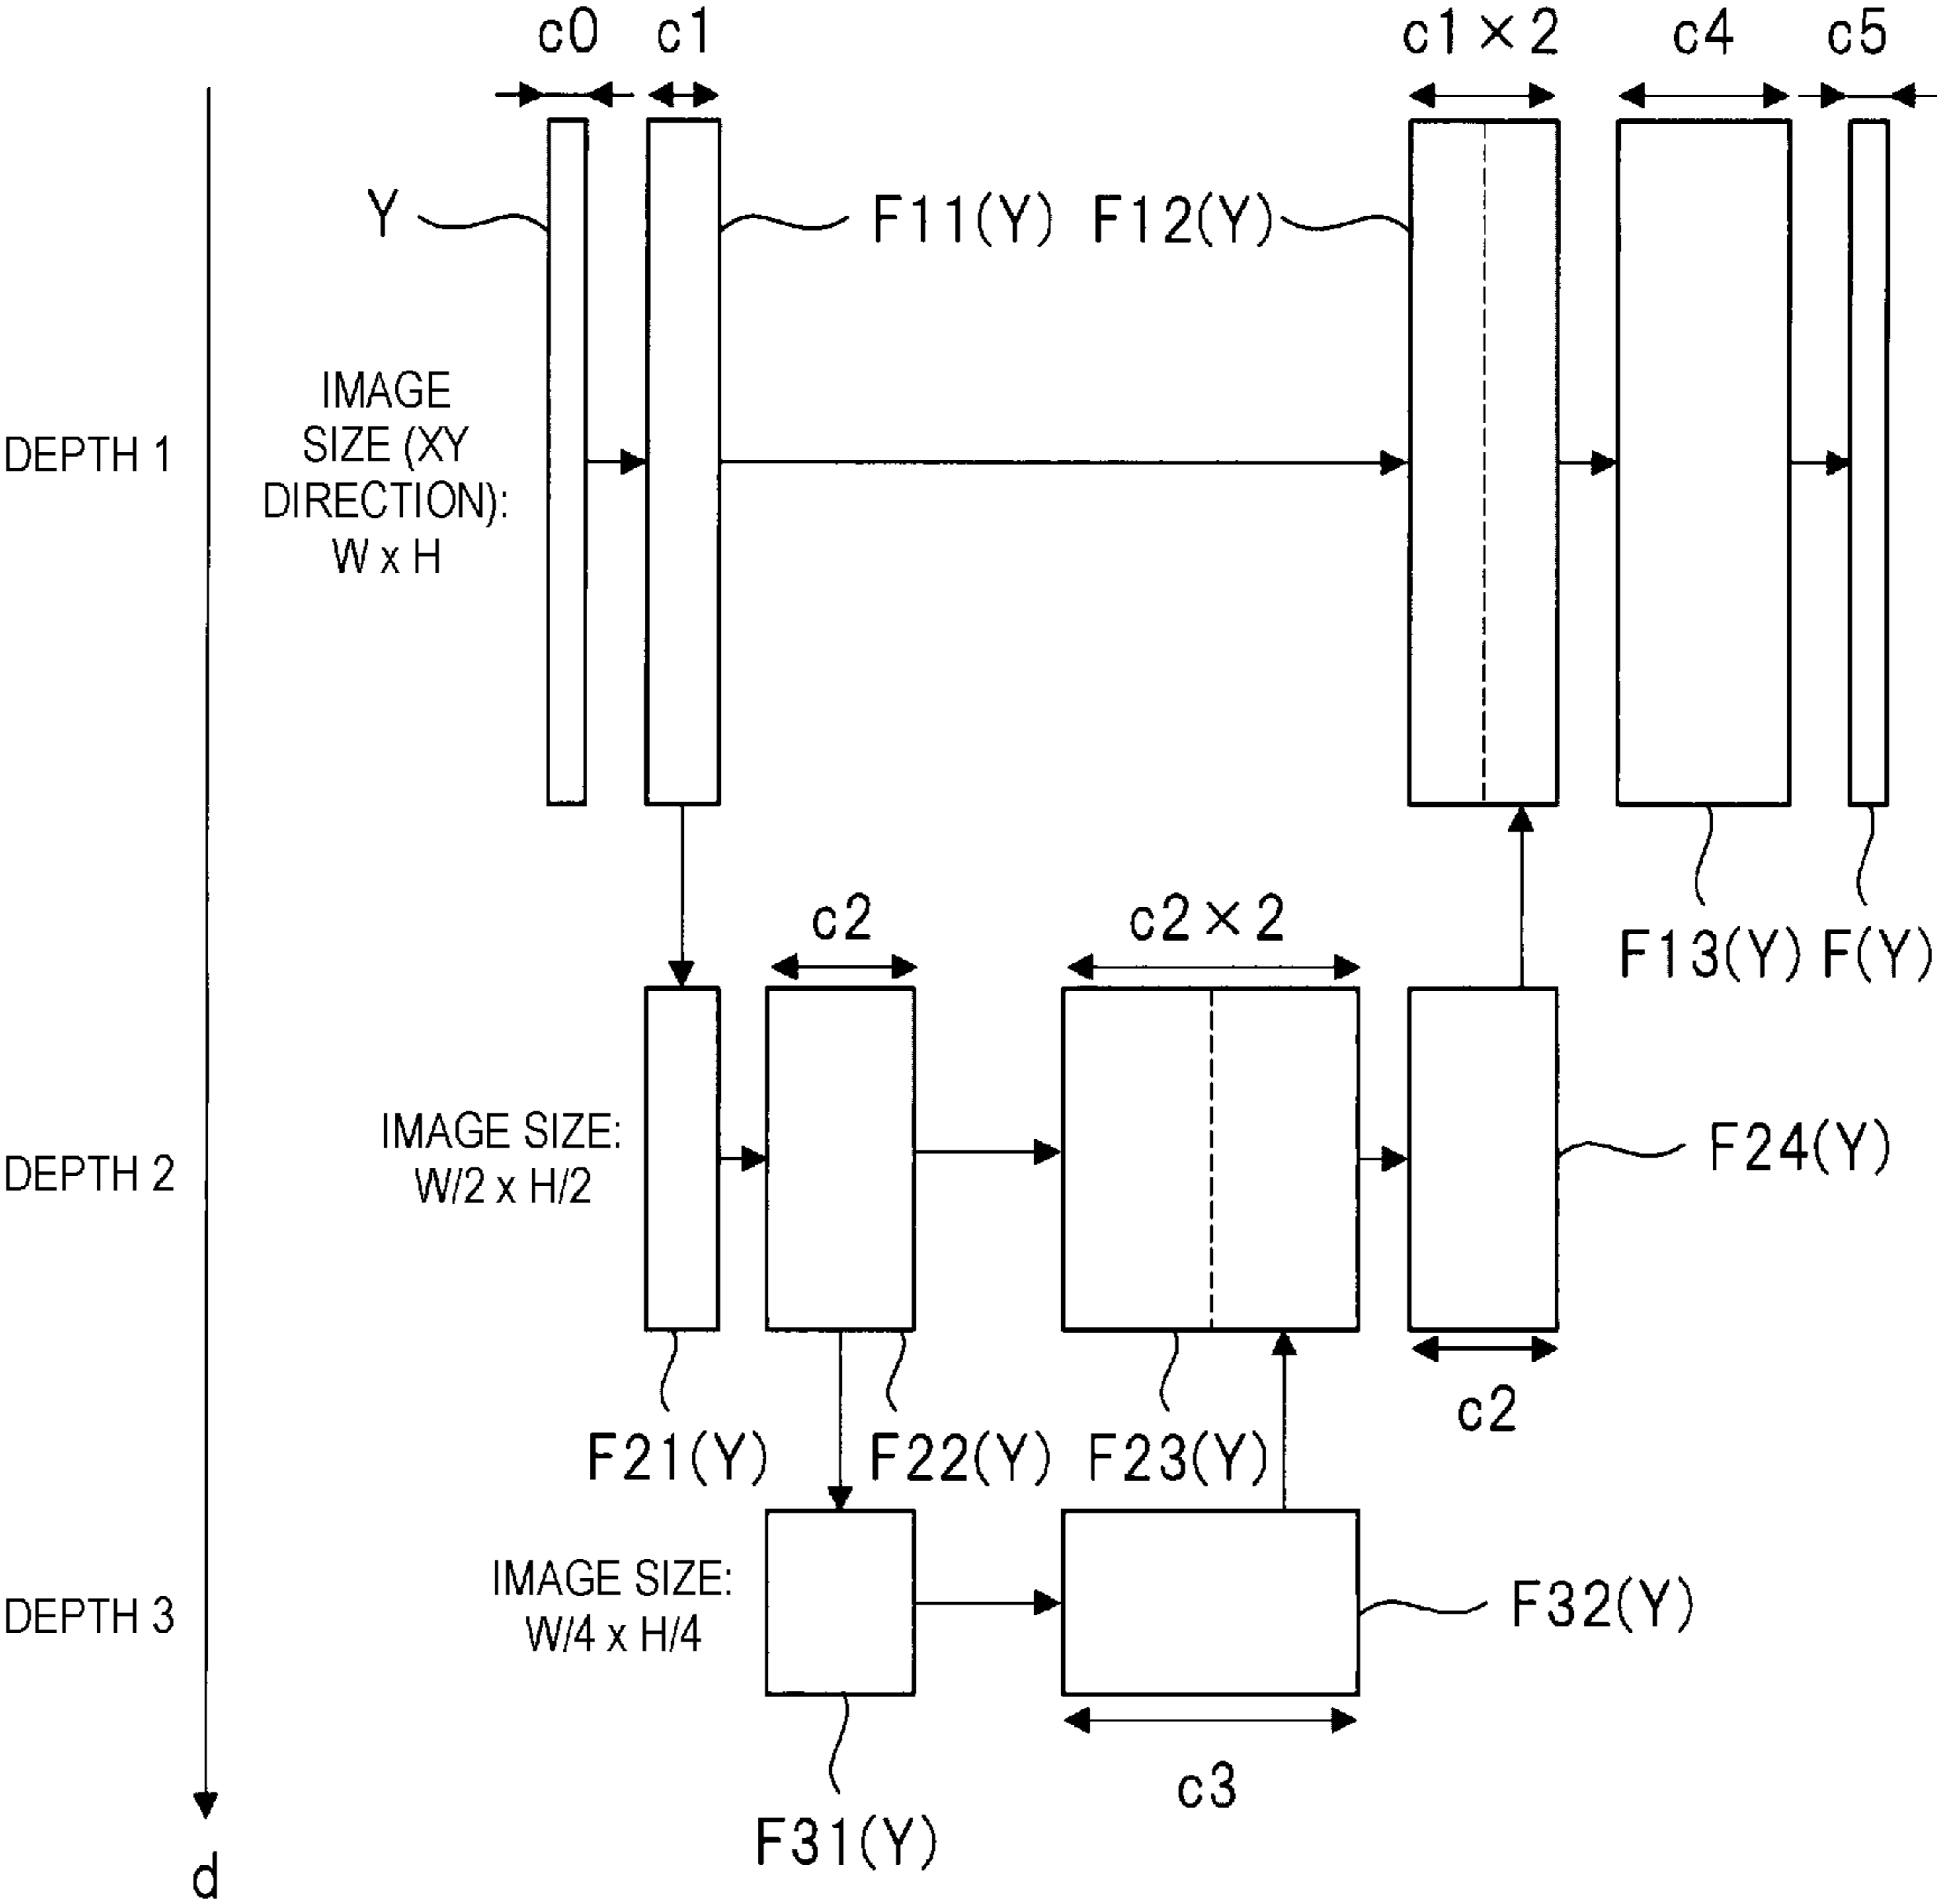 c0 c1 c1×2 c4 c5
Y F11(Y) F12(Y)
IMAGE
SIZE (XY
DIRECTION):
W x H
DEPTH 1
c2 c2×2
F13(Y) F(Y)
IMAGE SIZE:
W/2 x H/2
DEPTH 2
F24(Y)
c2
F21(Y) F22(Y) F23(Y)
IMAGE SIZE:
W/4 x H/4
DEPTH 3
F32(Y)
c3
F31(Y)
d